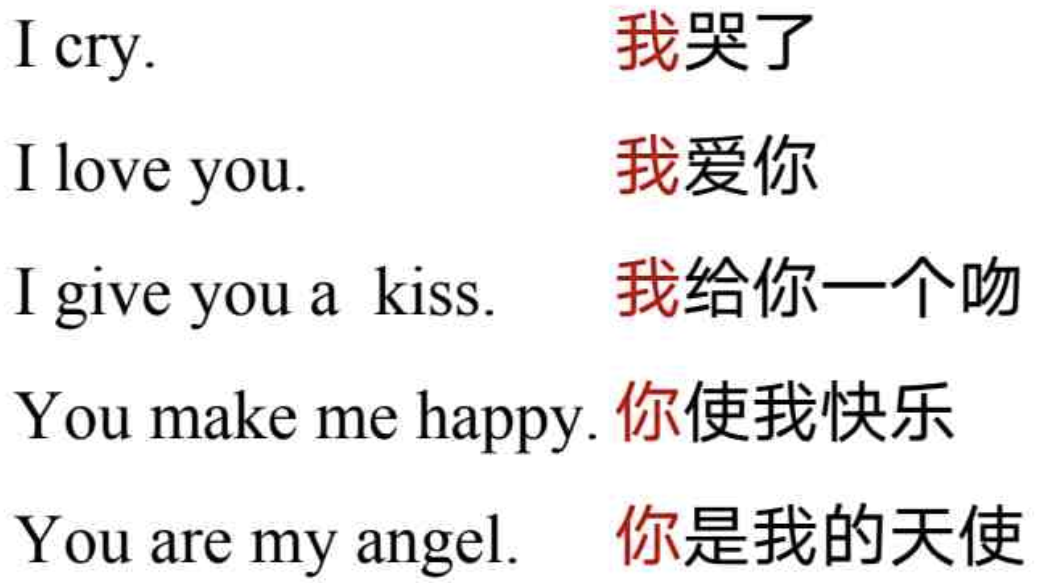 I cry. 我哭了
I love you. 我爱你
I give you a kiss. 我给你一个吻
You make me happy. 你使我快乐
You are my angel. 你是我的天使